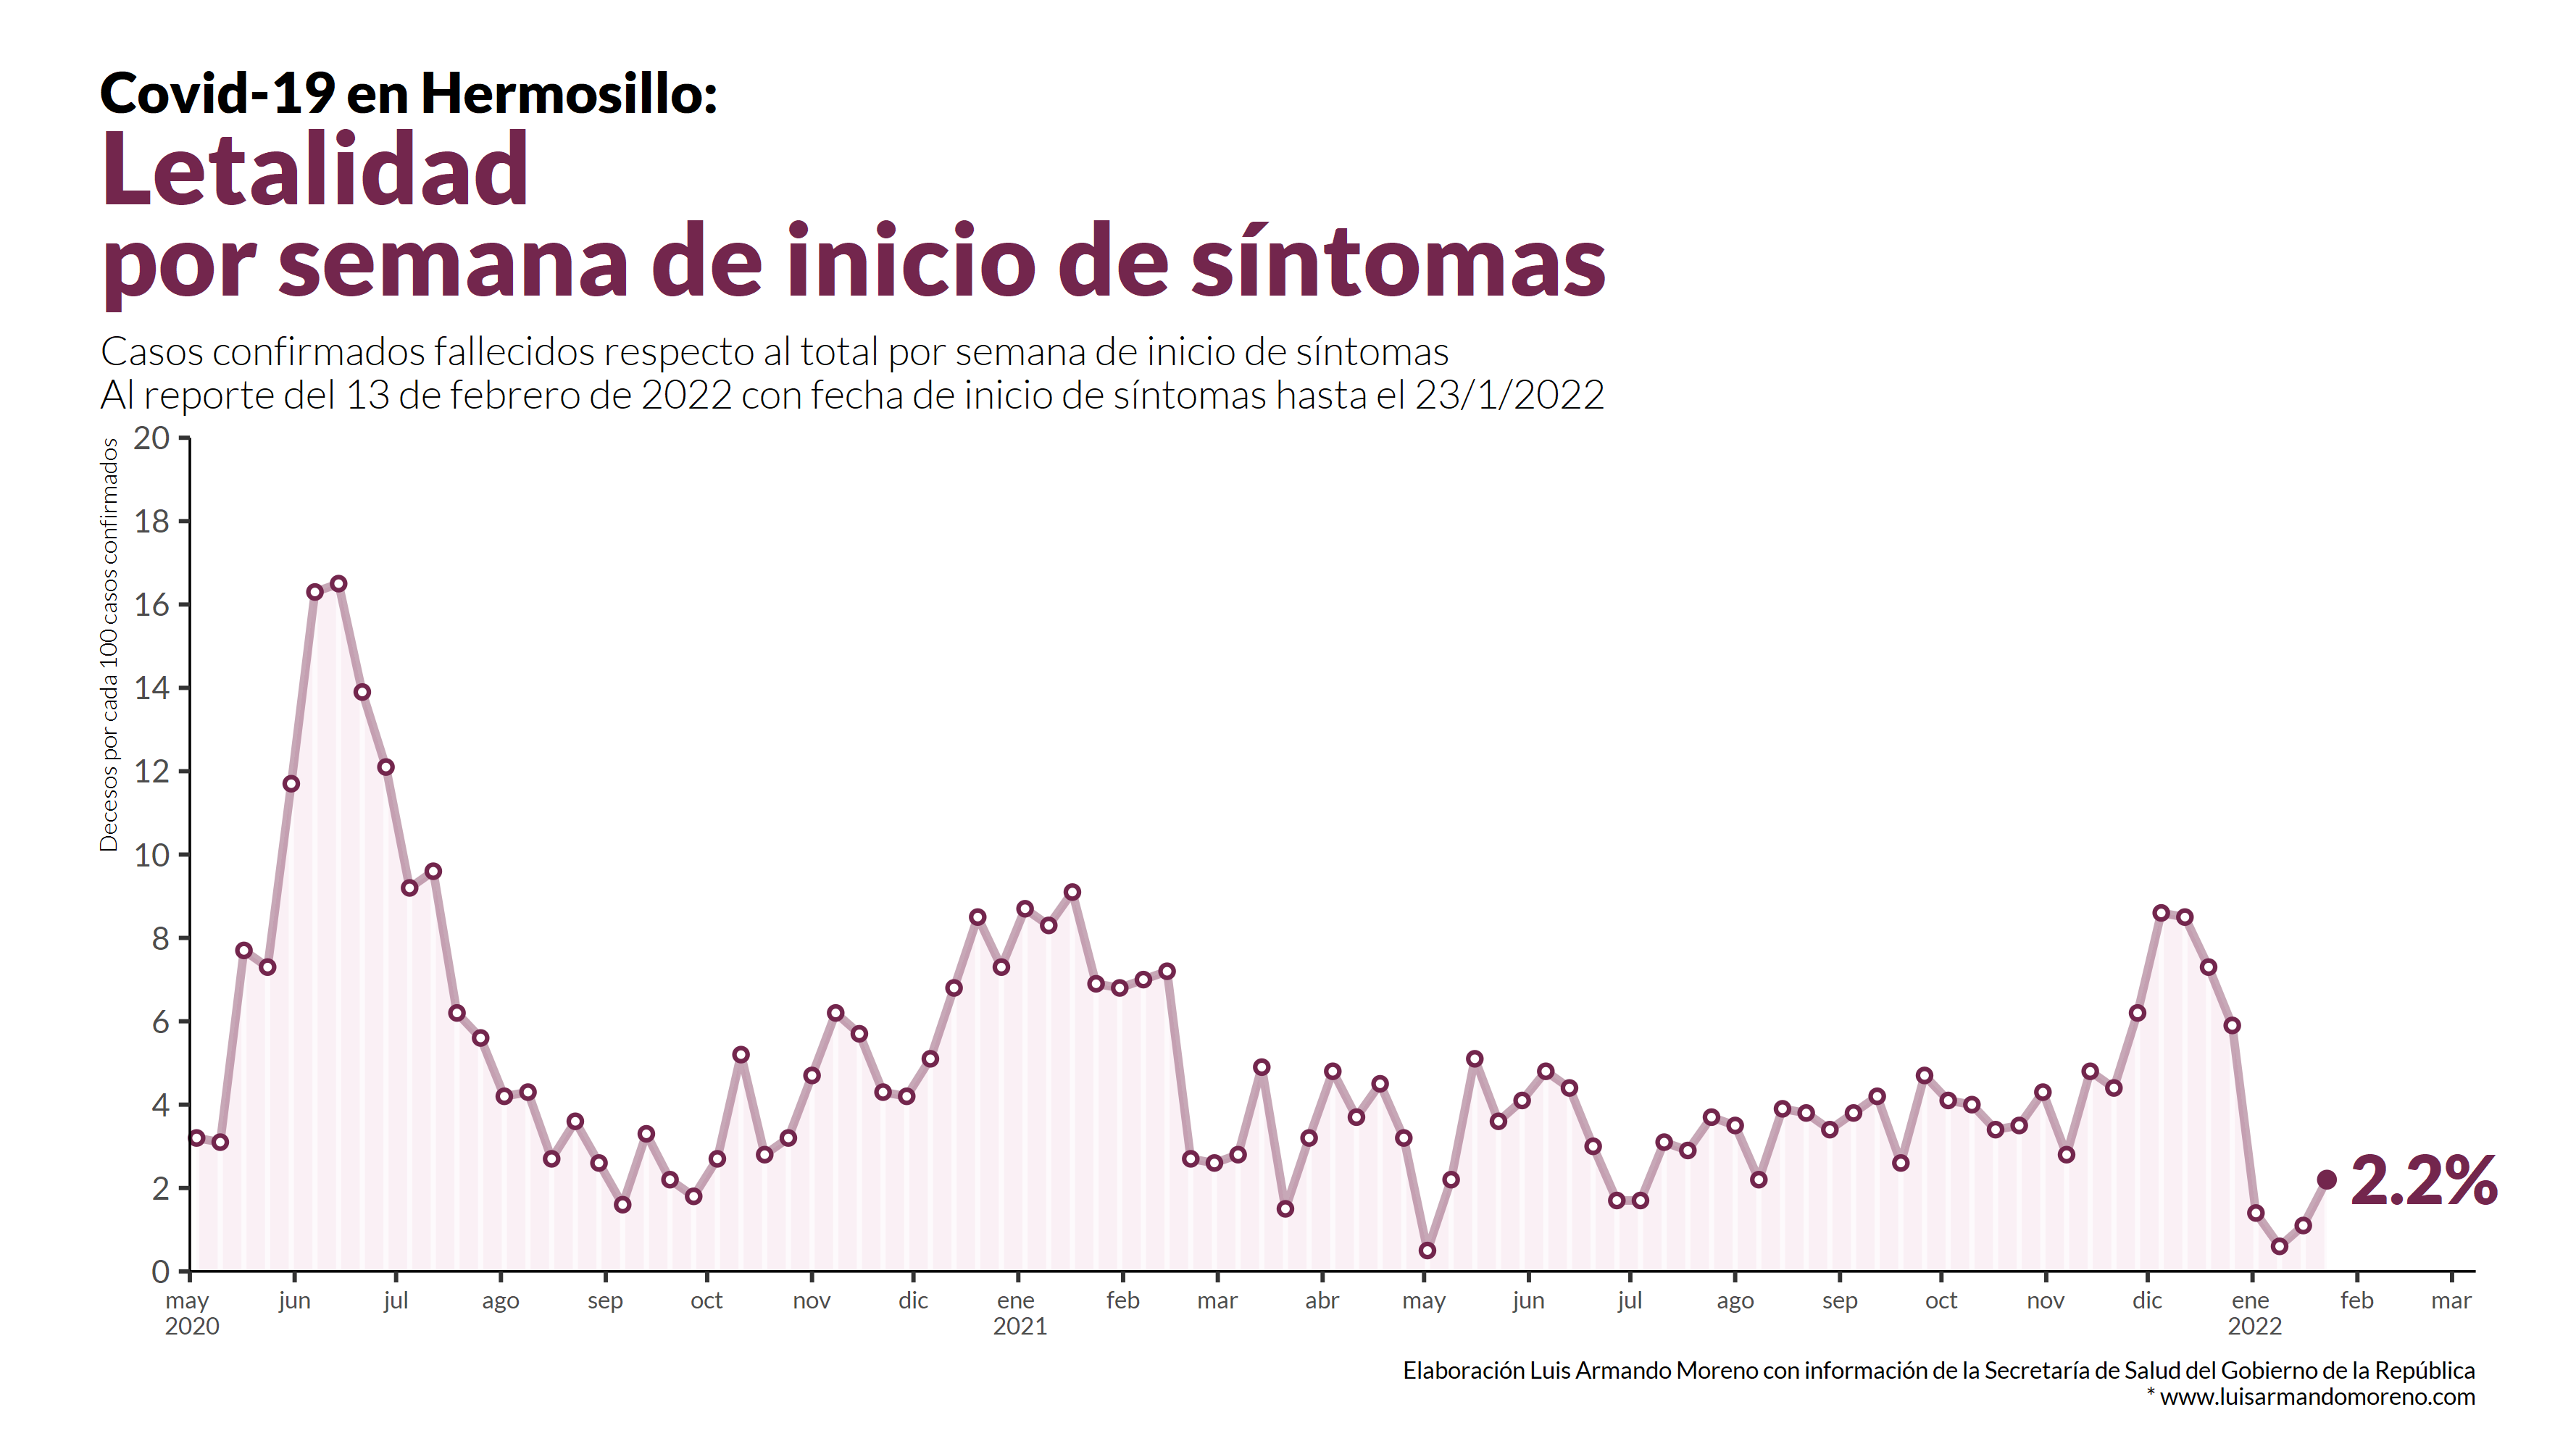 Covid-19 en Hermosillo:
Letalidad
por semana de inicio de síntomas
Casos confirmados fallecidos respecto al total por semana de inicio de síntomas
Al reporte del 13 de febrero de 2022 con fecha de inicio de síntomas hasta el 23/1/2022
Decesos por cada 100 casos confirmados
20
18
16
14
12
10
8
6
4
2
0
2.2%
may jun jul ago sep oct nov dic ene feb mar abr may jun jul ago sep oct nov dic ene feb mar
2020 2021 2022
Elaboración Luis Armando Moreno con información de la Secretaría de Salud del Gobierno de la República
* www.luisarmandomoreno.com